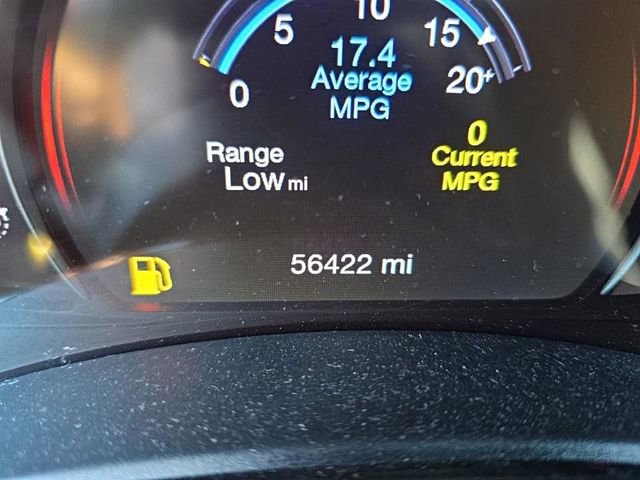 5 10 15
0 20+
17.4
Average
MPG
Range
Low mi
0
Current
MPG
56422 mi